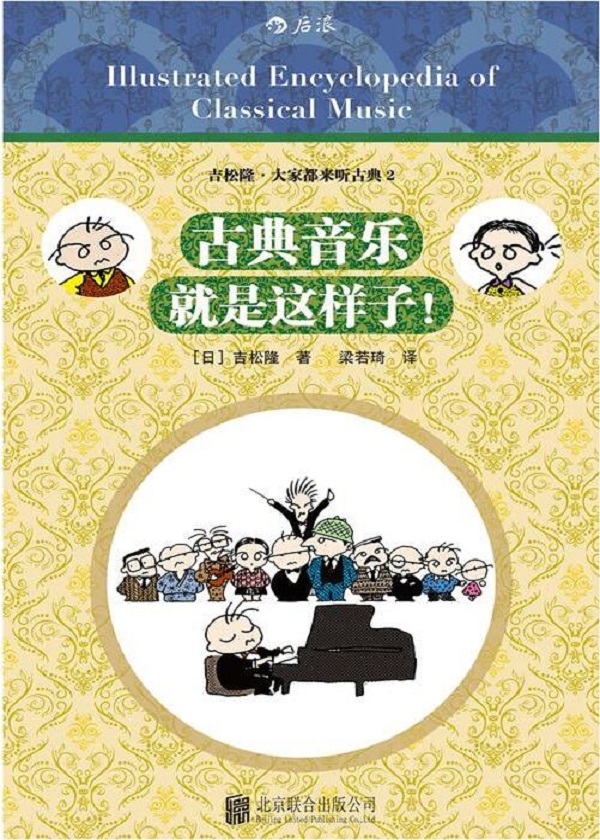 后浪
Illustrated Encyclopedia of
Classical Music
吉松隆·大家都来听古典 2
古典音乐
就是这样子！
［日］吉松隆 著 梁若琦 译
北京联合出版公司
Beijing United Publishing Co.,Ltd.